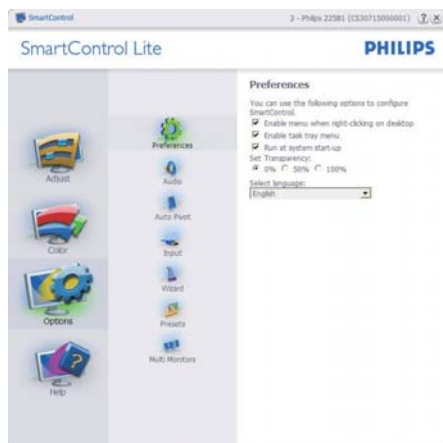 SmartControl
2 - Philips 225B1 (CS30715000001)
SmartControl Lite
PHILIPS
Adjust
Color
Options
Help
Preferences
Audio
Auto Pivot
Input
Wizard
Presets
Multi Monitors
Preferences
You can use the following options to configure
SmartControl.
Enable menu when right-clicking on desktop
Enable task tray menu
Run at system start-up
Set Transparency:
0% 50% 100%
Select language:
English